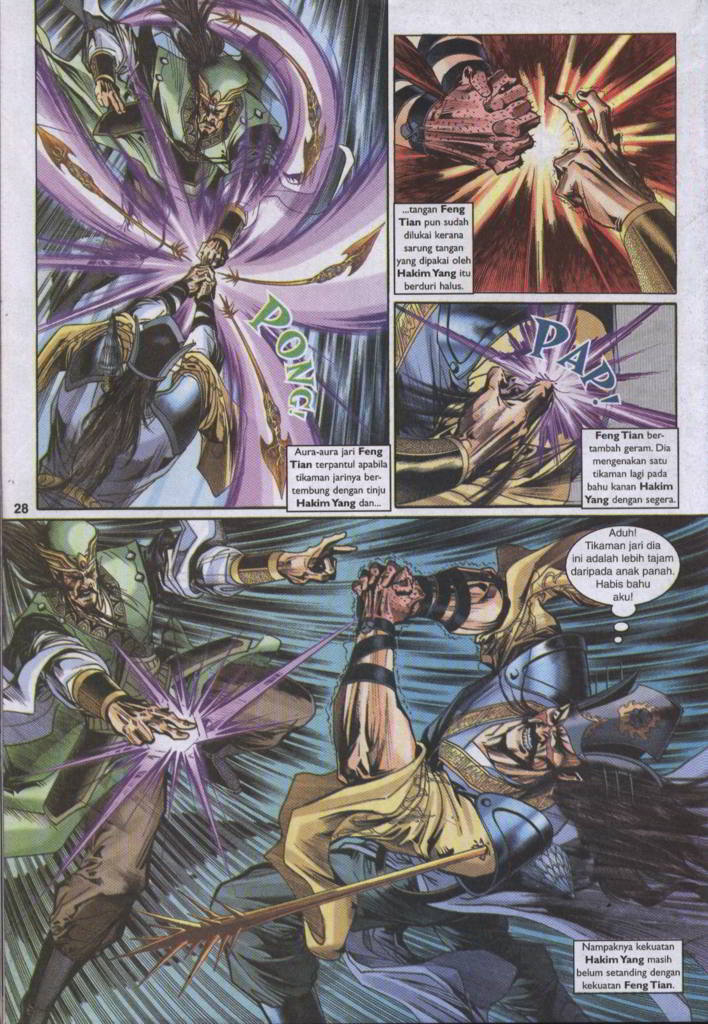 PONG!
Aura-aura jari Feng
Tian terpantul apabila
tikaman jarinya ber-
tembung dengan tinju
Hakim Yang dan...
...tangan Feng
Tian pun sudah
dilukai kerana
sarung tangan
yang dipakai oleh
Hakim Yang itu
berduri halus.
PAP!
Feng Tian ber-
tambah geram. Dia
mengenakan satu
tikaman lagi pada
bahu kanan Hakim
Yang dengan segera.
28
Aduh!
Tikaman jari dia
ini adalah lebih tajam
daripada anak panah.
Habis bahu
aku!
Nampaknya kekuatan
Hakim Yang masih
belum setanding dengan
kekuatan Feng Tian.